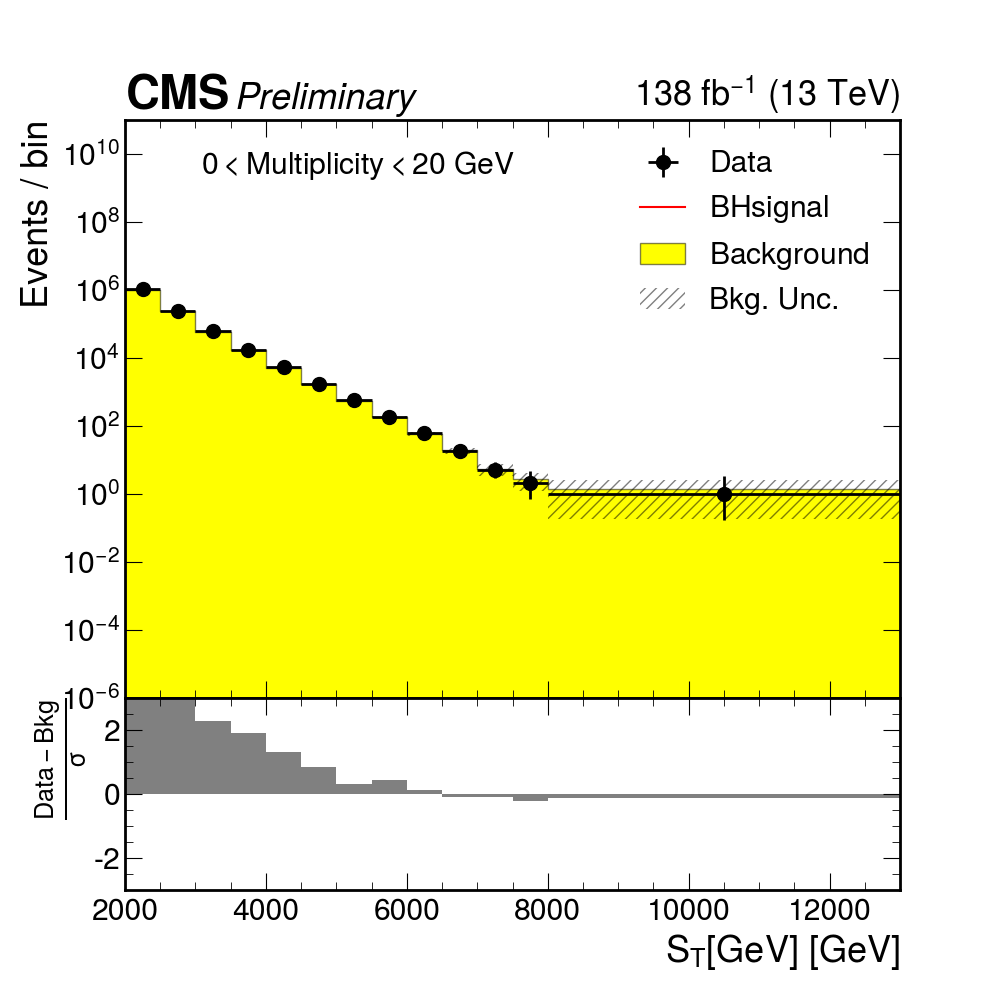 CMS Preliminary
138 fb⁻¹ (13 TeV)
Events / bin
0 < Multiplicity < 20 GeV
Data
BHsignal
Background
Bkg. Unc.
10¹⁰
10⁸
10⁶
10⁴
10²
10⁰
10⁻²
10⁻⁴
10⁻⁶
Data − Bkg
σ
2
0
-2
2000 4000 6000 8000 10000 12000
S_T[GeV] [GeV]